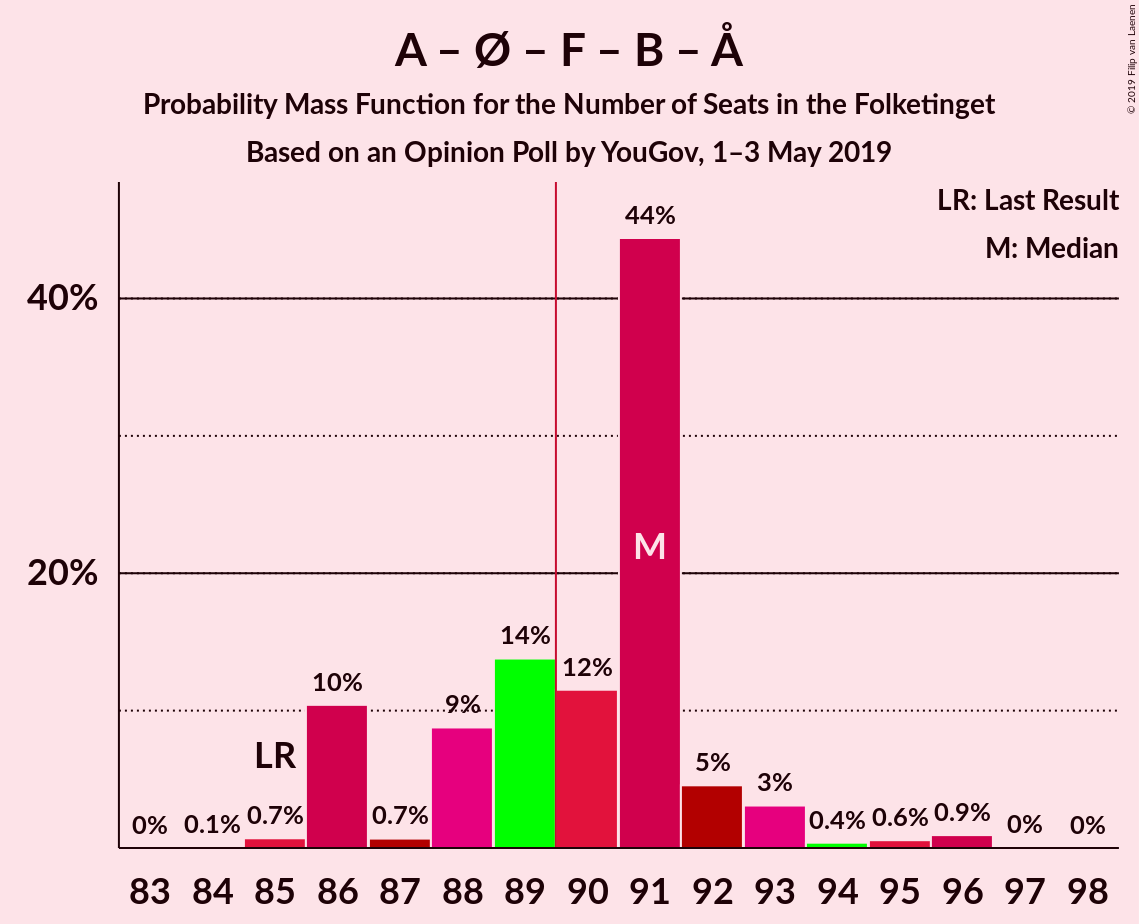 A – Ø – F – B – Å
Probability Mass Function for the Number of Seats in the Folketinget
Based on an Opinion Poll by YouGov, 1–3 May 2019
© 2019 Filip van Laenen
LR: Last Result
M: Median
40%
20%
0%
0.1%
0.7%
LR
10%
0.7%
9%
14%
12%
44%
M
5%
3%
0.4%
0.6%
0.9%
0%
0%
83 84 85 86 87 88 89 90 91 92 93 94 95 96 97 98